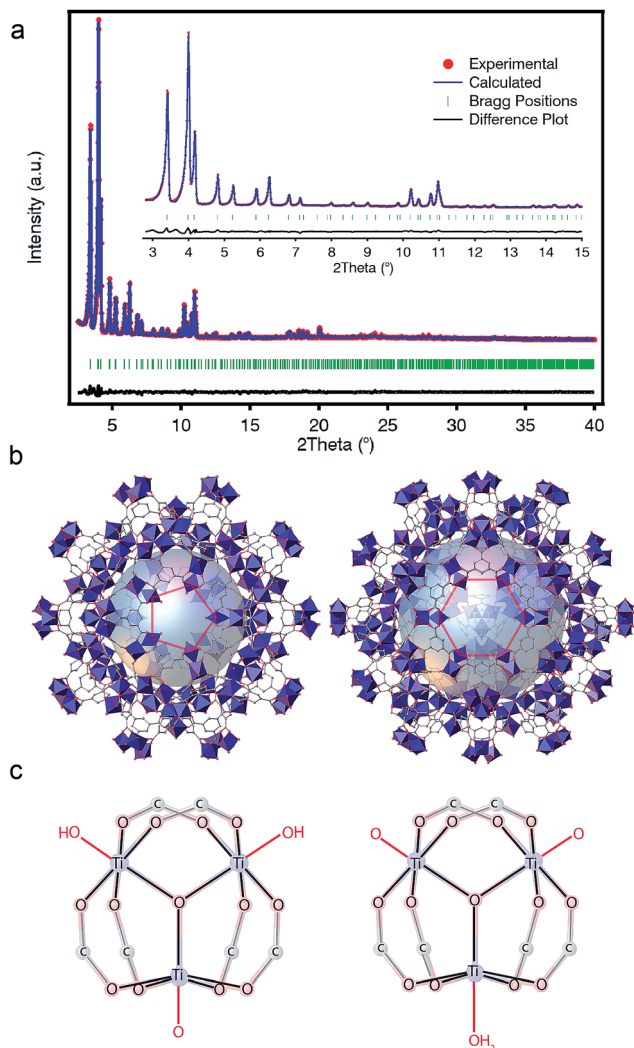 a
Intensity (a.u.)
Experimental
Calculated
Bragg Positions
Difference Plot
3 4 5 6 7 8 9 10 11 12 13 14 15
2Theta (°)
5 10 15 20 25 30 35 40
2Theta (°)
b
c
C C
HO O O O O OH
Ti Ti
O O O O O
C C C C
Ti
O O O O
O
C C
O O O O O O
Ti Ti
O O O O O
C C C C
Ti
O O O O
OH₂